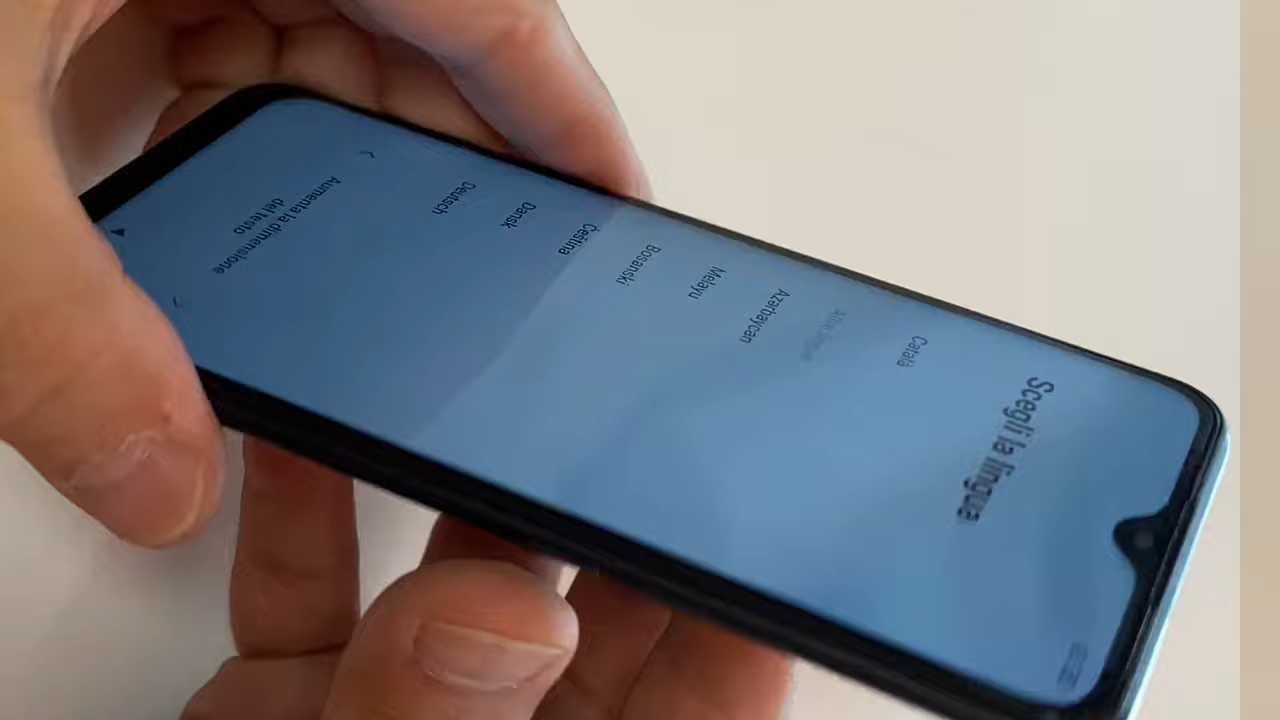 Scegli la lingua
Català
Azərbaycan
Melayu
Bosanski
Čeština
Dansk
Deutsch
Aumenta la dimensione
del testo